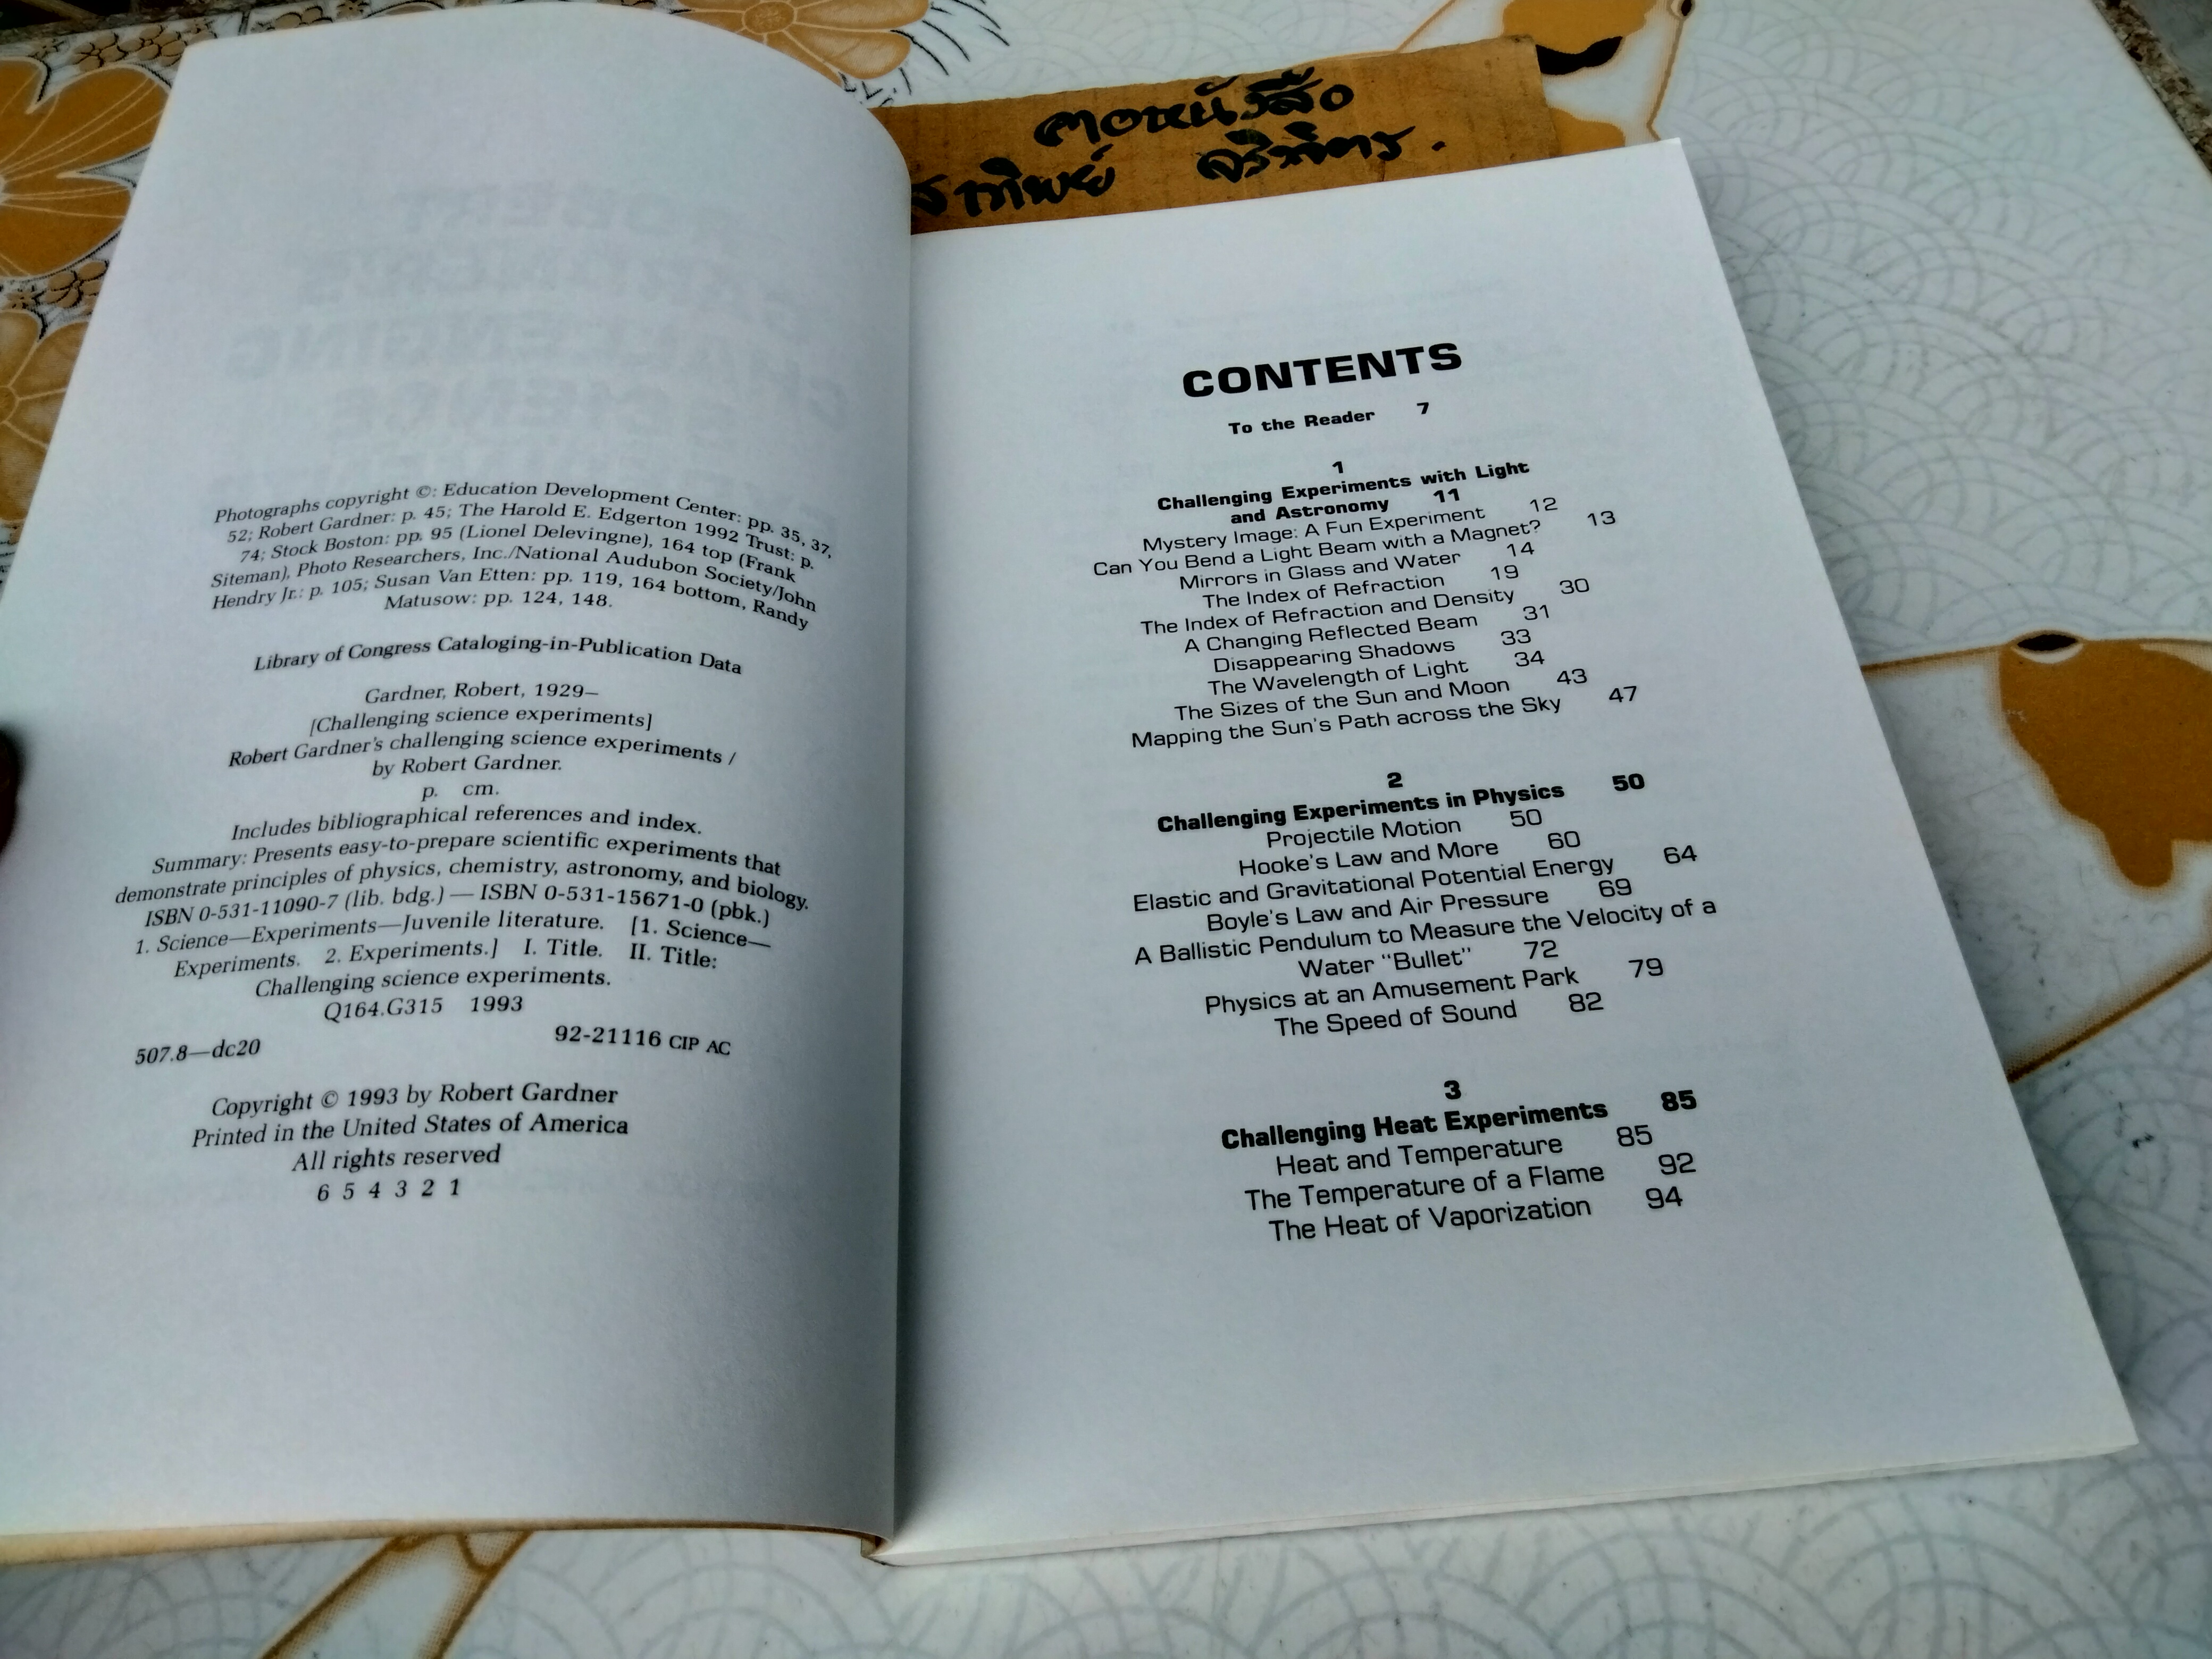 คอหนังสือ
สาทิพย์ จริพิตร.
Photographs copyright ©: Education Development Center: pp. 35, 37,
52; Robert Gardner: p. 45; The Harold E. Edgerton 1992 Trust: p.
74; Stock Boston: pp. 95 (Lionel Delevingne), 164 top (Frank
Siteman), Photo Researchers, Inc./National Audubon Society/John
Hendry Jr.: p. 105; Susan Van Etten: pp. 119, 164 bottom, Randy
Matusow: pp. 124, 148.
Library of Congress Cataloging-in-Publication Data
Gardner, Robert, 1929–
[Challenging science experiments]
Robert Gardner's challenging science experiments /
by Robert Gardner.
p. cm.
Includes bibliographical references and index.
Summary: Presents easy-to-prepare scientific experiments that
demonstrate principles of physics, chemistry, astronomy, and biology.
ISBN 0-531-11090-7 (lib. bdg.) — ISBN 0-531-15671-0 (pbk.)
1. Science—Experiments—Juvenile literature. [1. Science—
Experiments. 2. Experiments.] I. Title. II. Title:
Challenging science experiments.
Q164.G315 1993
507.8—dc20 92-21116 CIP AC
Copyright © 1993 by Robert Gardner
Printed in the United States of America
All rights reserved
6 5 4 3 2 1
CONTENTS
To the Reader 7
1
Challenging Experiments with Light
and Astronomy 11
Mystery Image: A Fun Experiment 12
Can You Bend a Light Beam with a Magnet? 13
Mirrors in Glass and Water 14
The Index of Refraction 19
The Index of Refraction and Density 30
A Changing Reflected Beam 31
Disappearing Shadows 33
The Wavelength of Light 34
The Sizes of the Sun and Moon 43
Mapping the Sun's Path across the Sky 47
2
Challenging Experiments in Physics 50
Projectile Motion 50
Hooke's Law and More 60
Elastic and Gravitational Potential Energy 64
Boyle's Law and Air Pressure 69
A Ballistic Pendulum to Measure the Velocity of a
Water "Bullet" 72
Physics at an Amusement Park 79
The Speed of Sound 82
3
Challenging Heat Experiments 85
Heat and Temperature 85
The Temperature of a Flame 92
The Heat of Vaporization 94